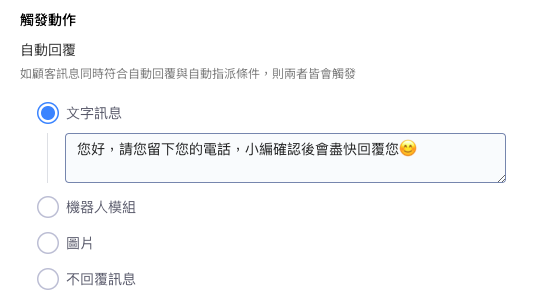 觸發動作
自動回覆
如顧客訊息同時符合自動回覆與自動指派條件，則兩者皆會觸發
文字訊息
您好，請您留下您的電話，小編確認後會盡快回覆您😊
機器人模組
圖片
不回覆訊息